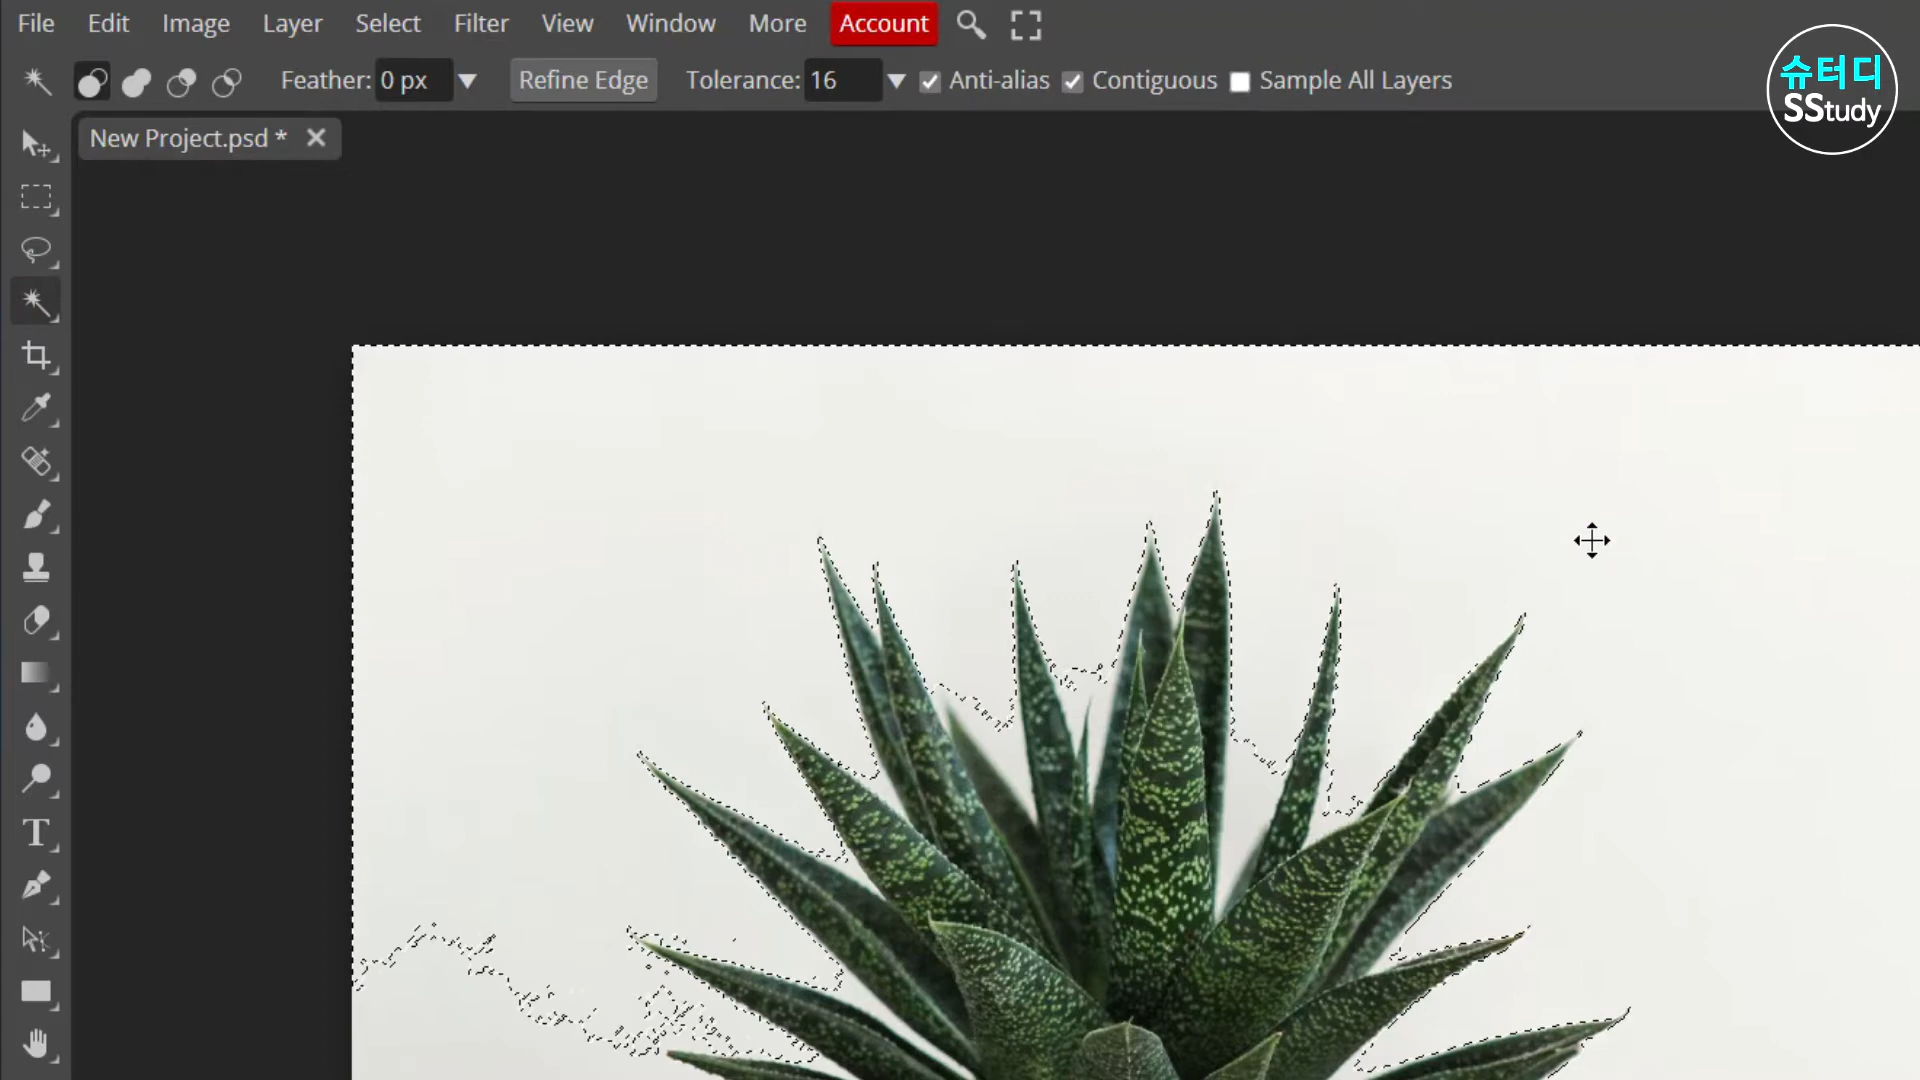 File Edit Image Layer Select Filter View Window More Account
Feather: 0 px Refine Edge Tolerance: 16 Anti-alias Contiguous Sample All Layers
New Project.psd *
슈터디
SStudy